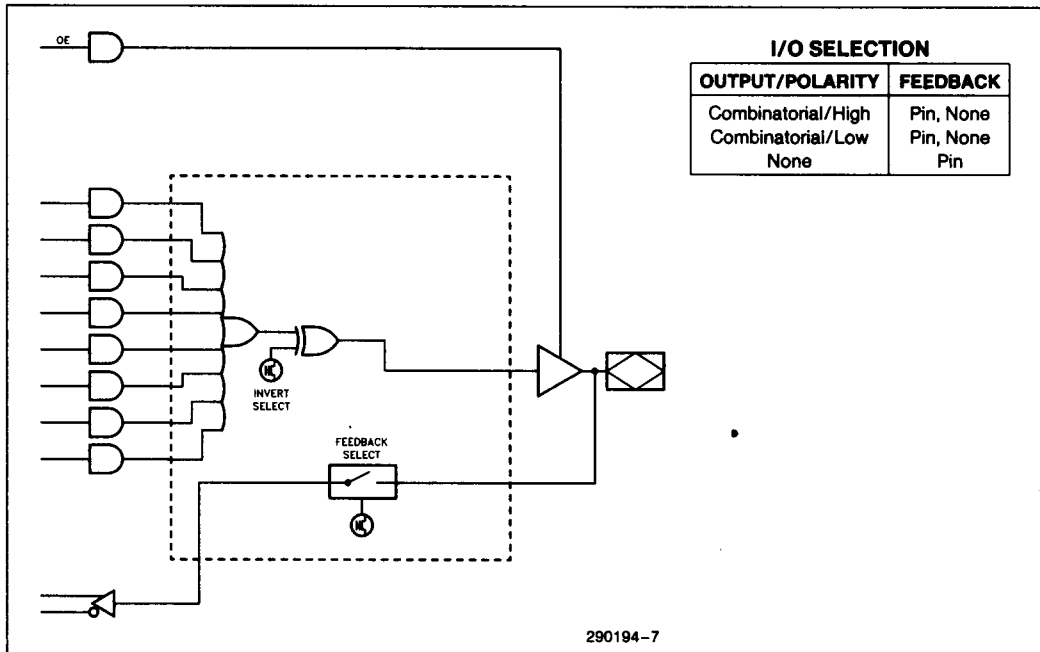 OE
I/O SELECTION
OUTPUT/POLARITY FEEDBACK
Combinatorial/High Pin, None
Combinatorial/Low Pin, None
None Pin
INVERT
SELECT
FEEDBACK
SELECT
290194-7